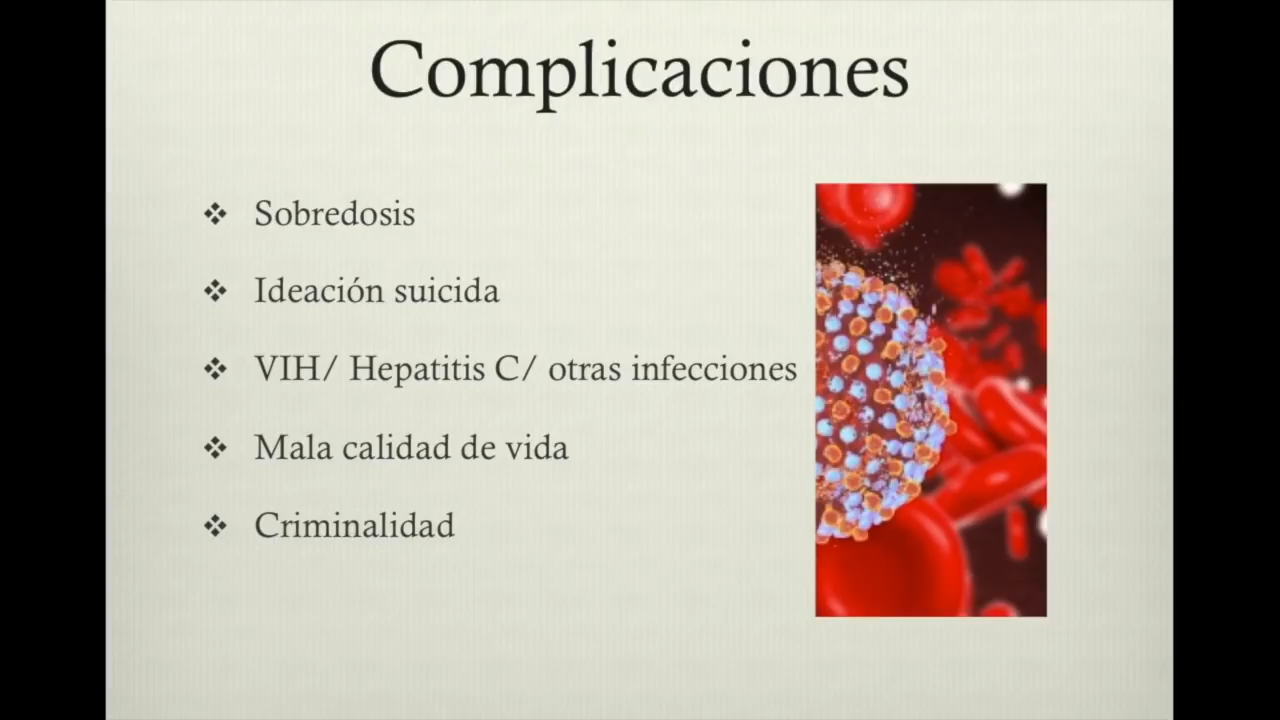 Complicaciones
Sobredosis
Ideación suicida
VIH/ Hepatitis C/ otras infecciones
Mala calidad de vida
Criminalidad